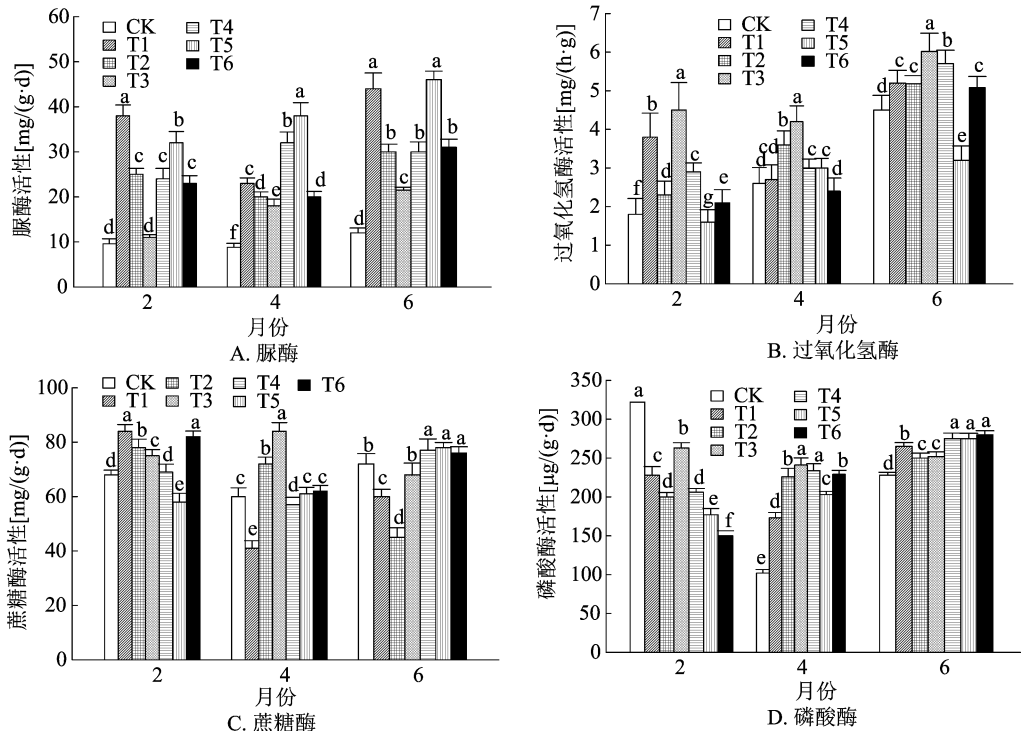 60
50
40
30
20
10
0
脲酶活性[mg/(g·d)]
CK
T1
T2
T3
T4
T5
T6
d a c d c b c
f c d e b a d
d a b c b a b
2 4 6
月份
A. 脲酶
7
6
5
4
3
2
1
0
过氧化氢酶活性[mg/(h·g)]
CK
T1
T2
T3
T4
T5
T6
f b d a c g e
d cd b a c c d
d c c a b e c
2 4 6
月份
B. 过氧化氢酶
100
80
60
40
20
0
蔗糖酶活性[mg/(g·d)]
CK
T1
T2
T3
T4
T5
T6
d a b c d e a
c e b a d c c
b c d b a a a
2 4 6
月份
C. 蔗糖酶
350
300
250
200
150
100
50
0
磷酸酶活性[μg/(g·d)]
CK
T1
T2
T3
T4
T5
T6
a c d b d e f
e d b a d c b
d b c c a a a
2 4 6
月份
D. 磷酸酶